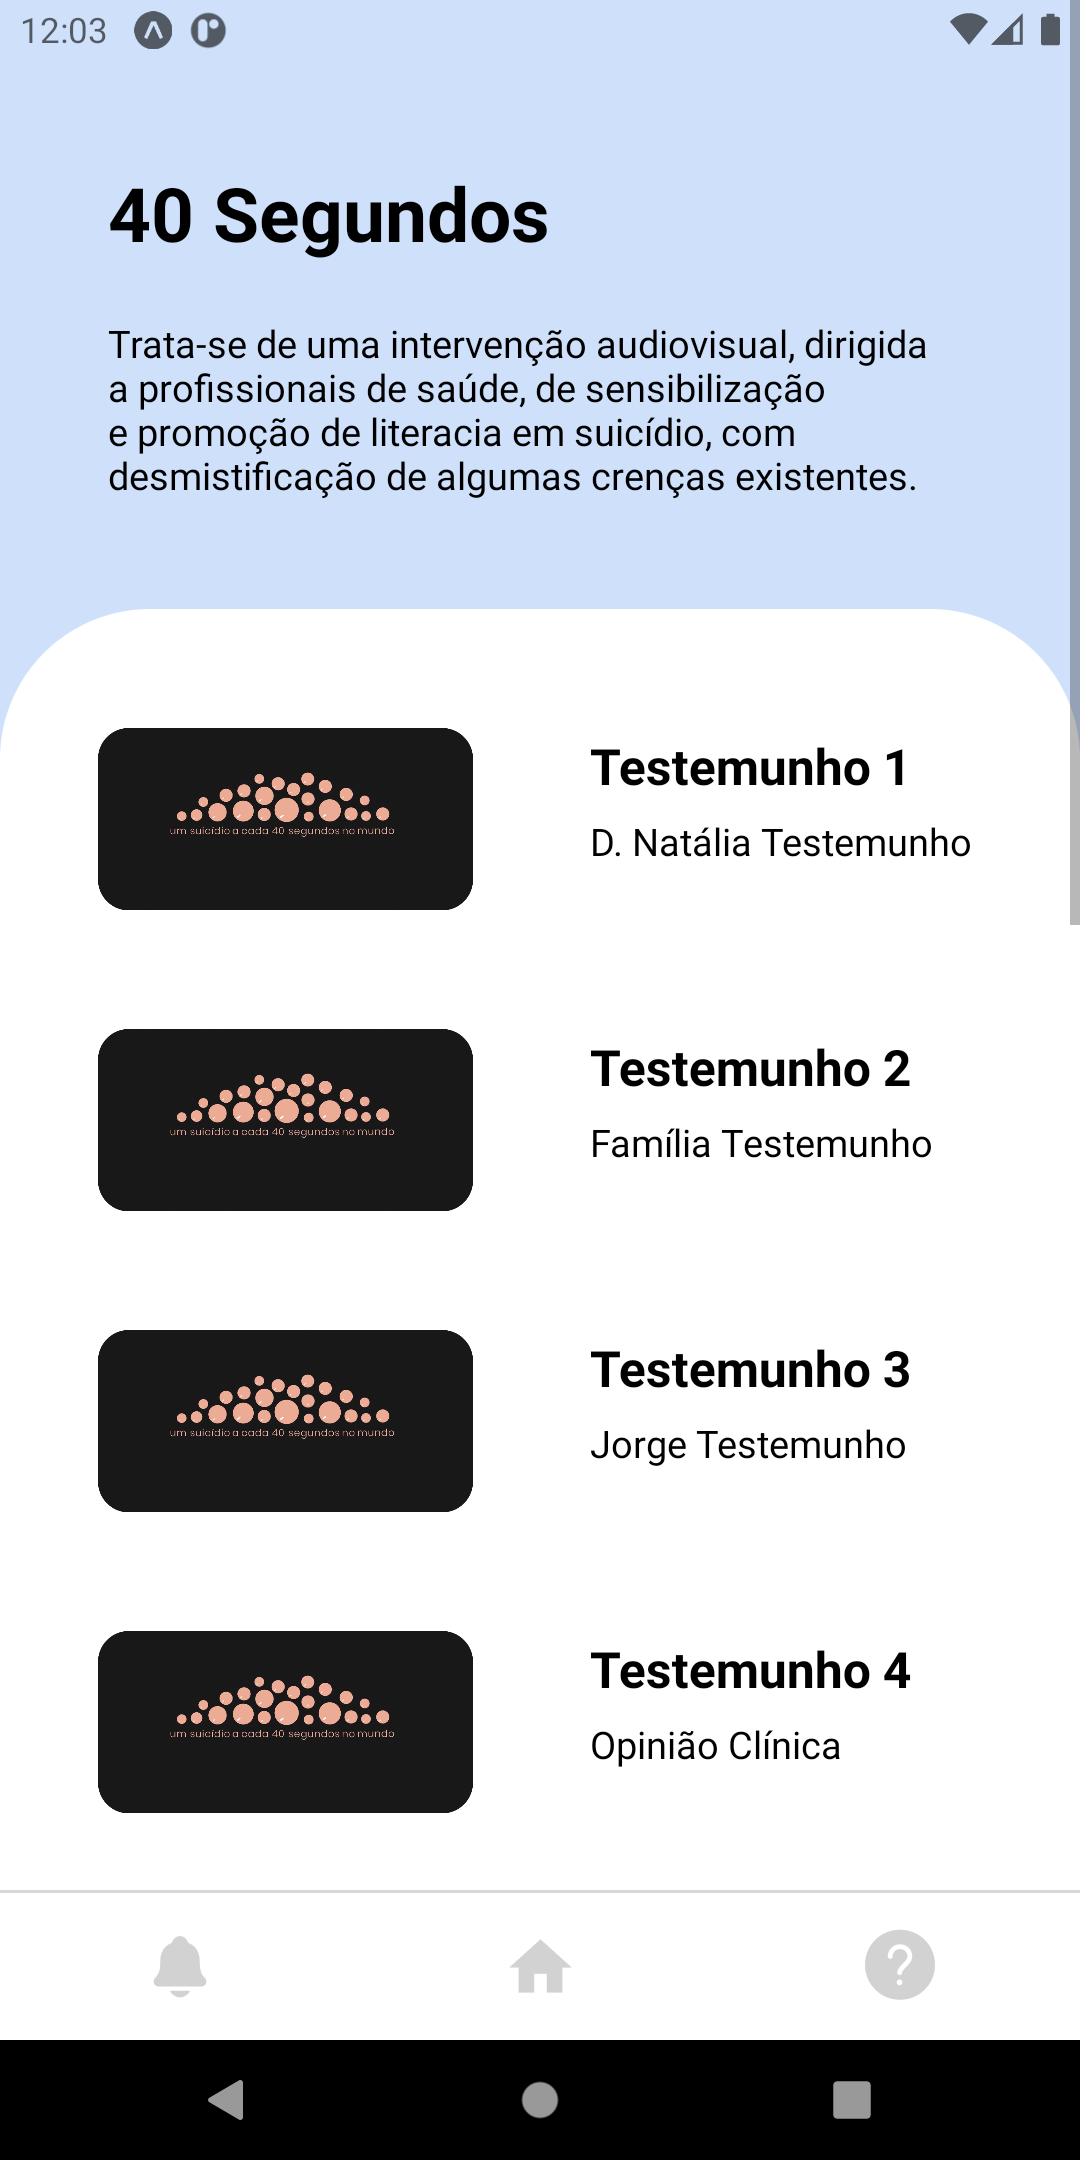 12:03
40 Segundos
Trata-se de uma intervenção audiovisual, dirigida
a profissionais de saúde, de sensibilização
e promoção de literacia em suicídio, com
desmistificação de algumas crenças existentes.
um suicídio a cada 40 segundos no mundo
Testemunho 1
D. Natália Testemunho
um suicídio a cada 40 segundos no mundo
Testemunho 2
Família Testemunho
um suicídio a cada 40 segundos no mundo
Testemunho 3
Jorge Testemunho
um suicídio a cada 40 segundos no mundo
Testemunho 4
Opinião Clínica